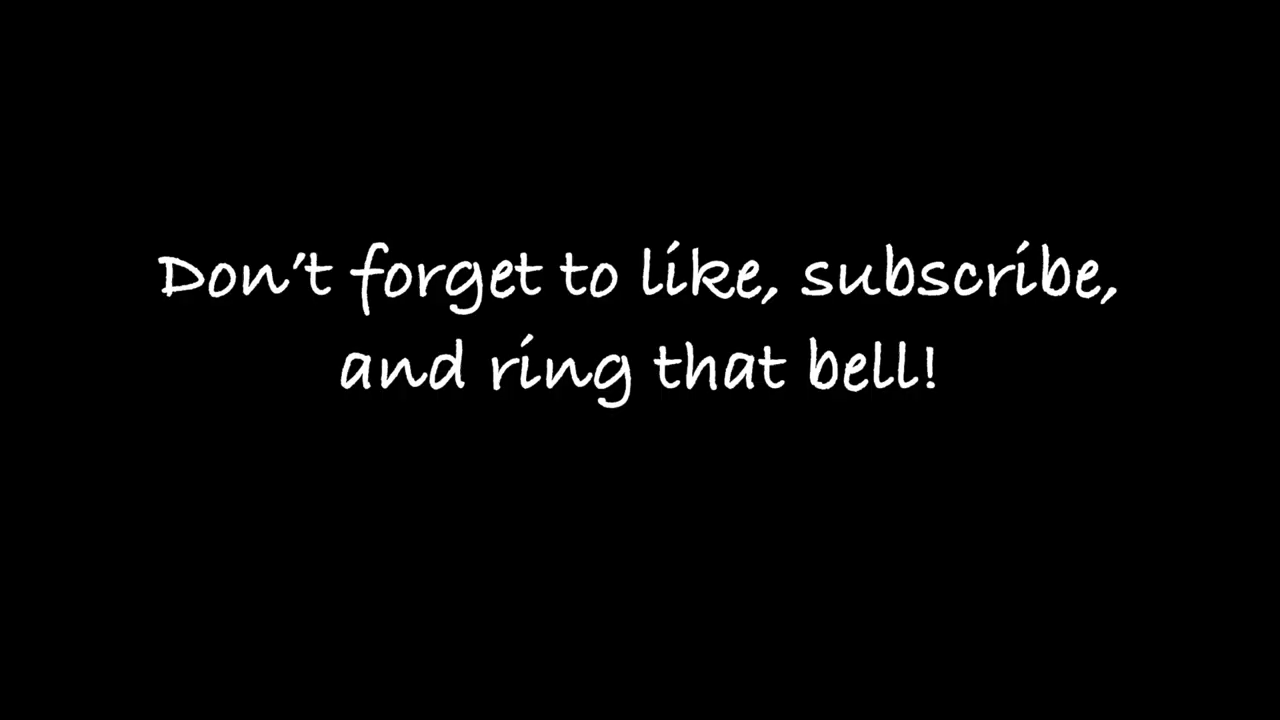 Don't forget to like, subscribe,
and ring that bell!